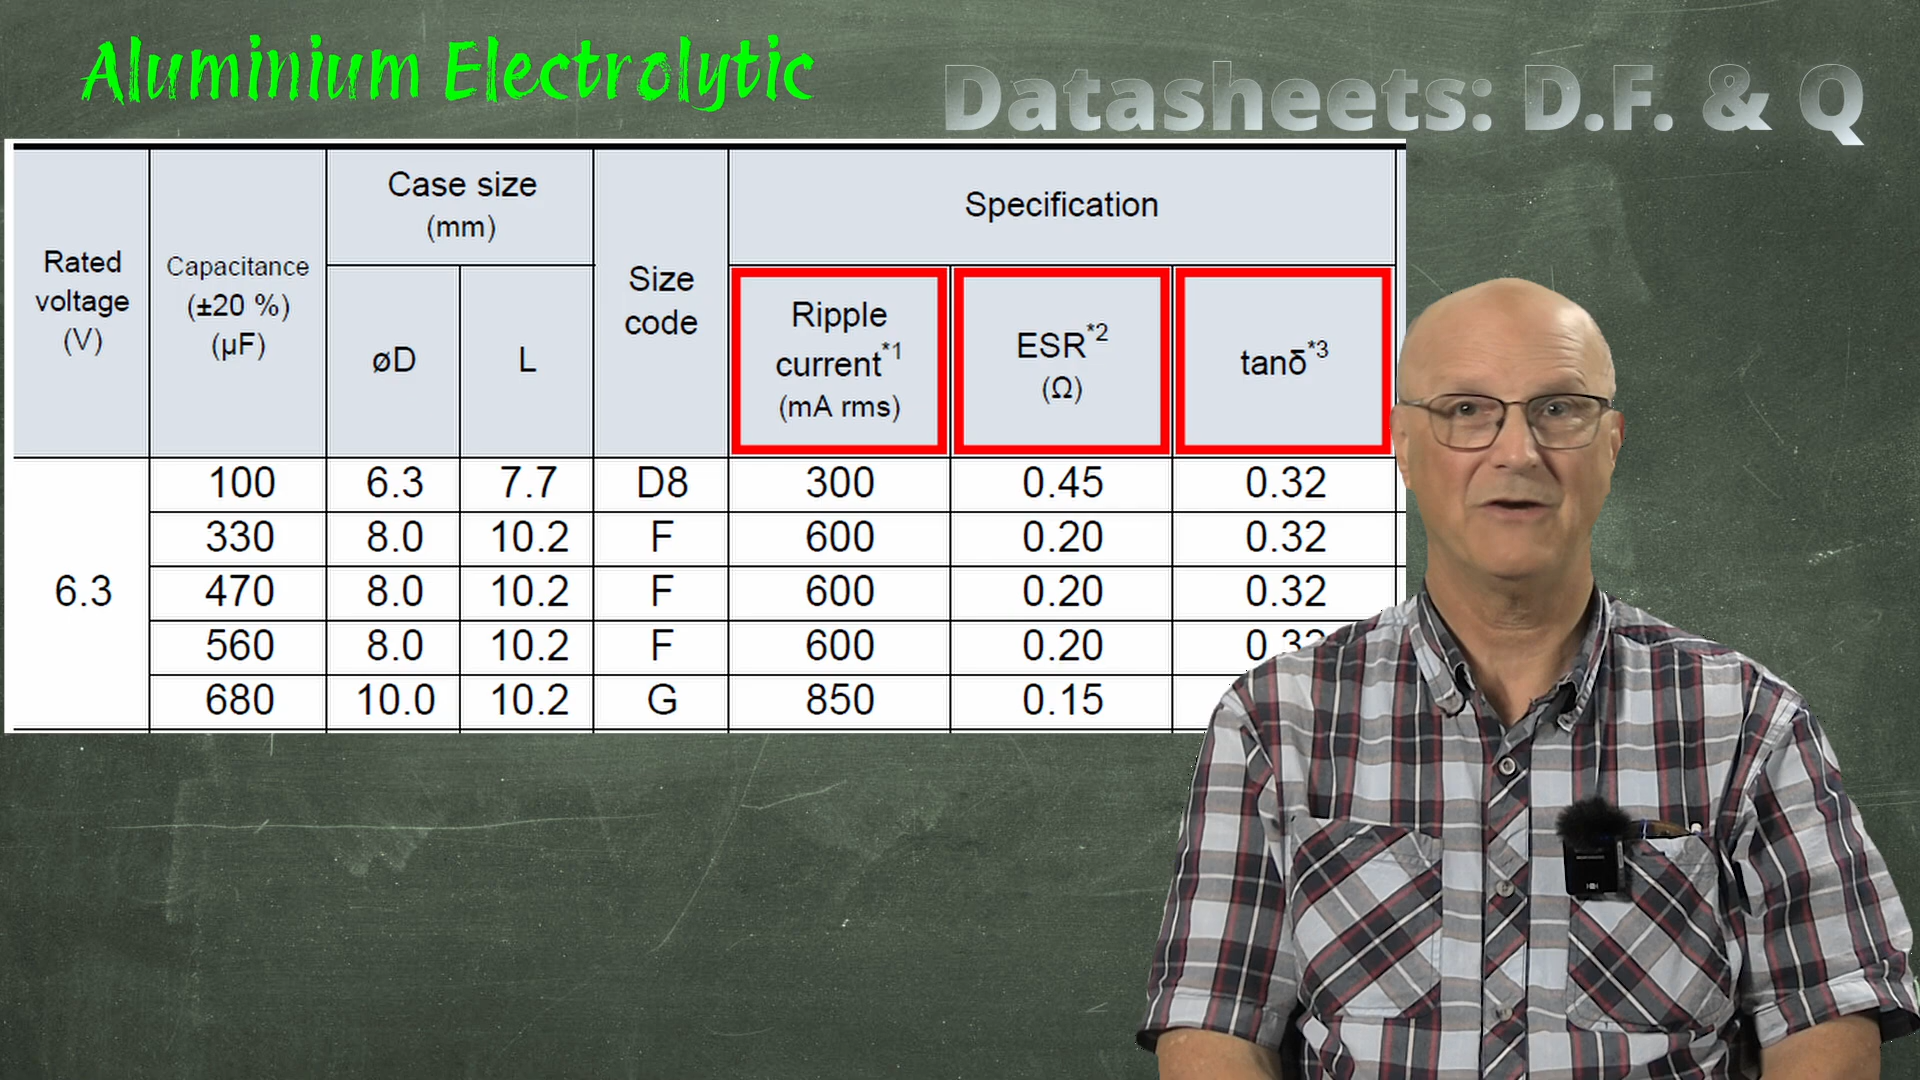 Aluminium Electrolytic
Datasheets: D.F. & Q
Rated voltage (V) Capacitance (±20 %) (µF) Case size (mm) Size code Specification
øD L Ripple current*1 (mA rms) ESR*2 (Ω) tanδ*3
6.3 100 6.3 7.7 D8 300 0.45 0.32
330 8.0 10.2 F 600 0.20 0.32
470 8.0 10.2 F 600 0.20 0.32
560 8.0 10.2 F 600 0.20
680 10.0 10.2 G 850 0.15